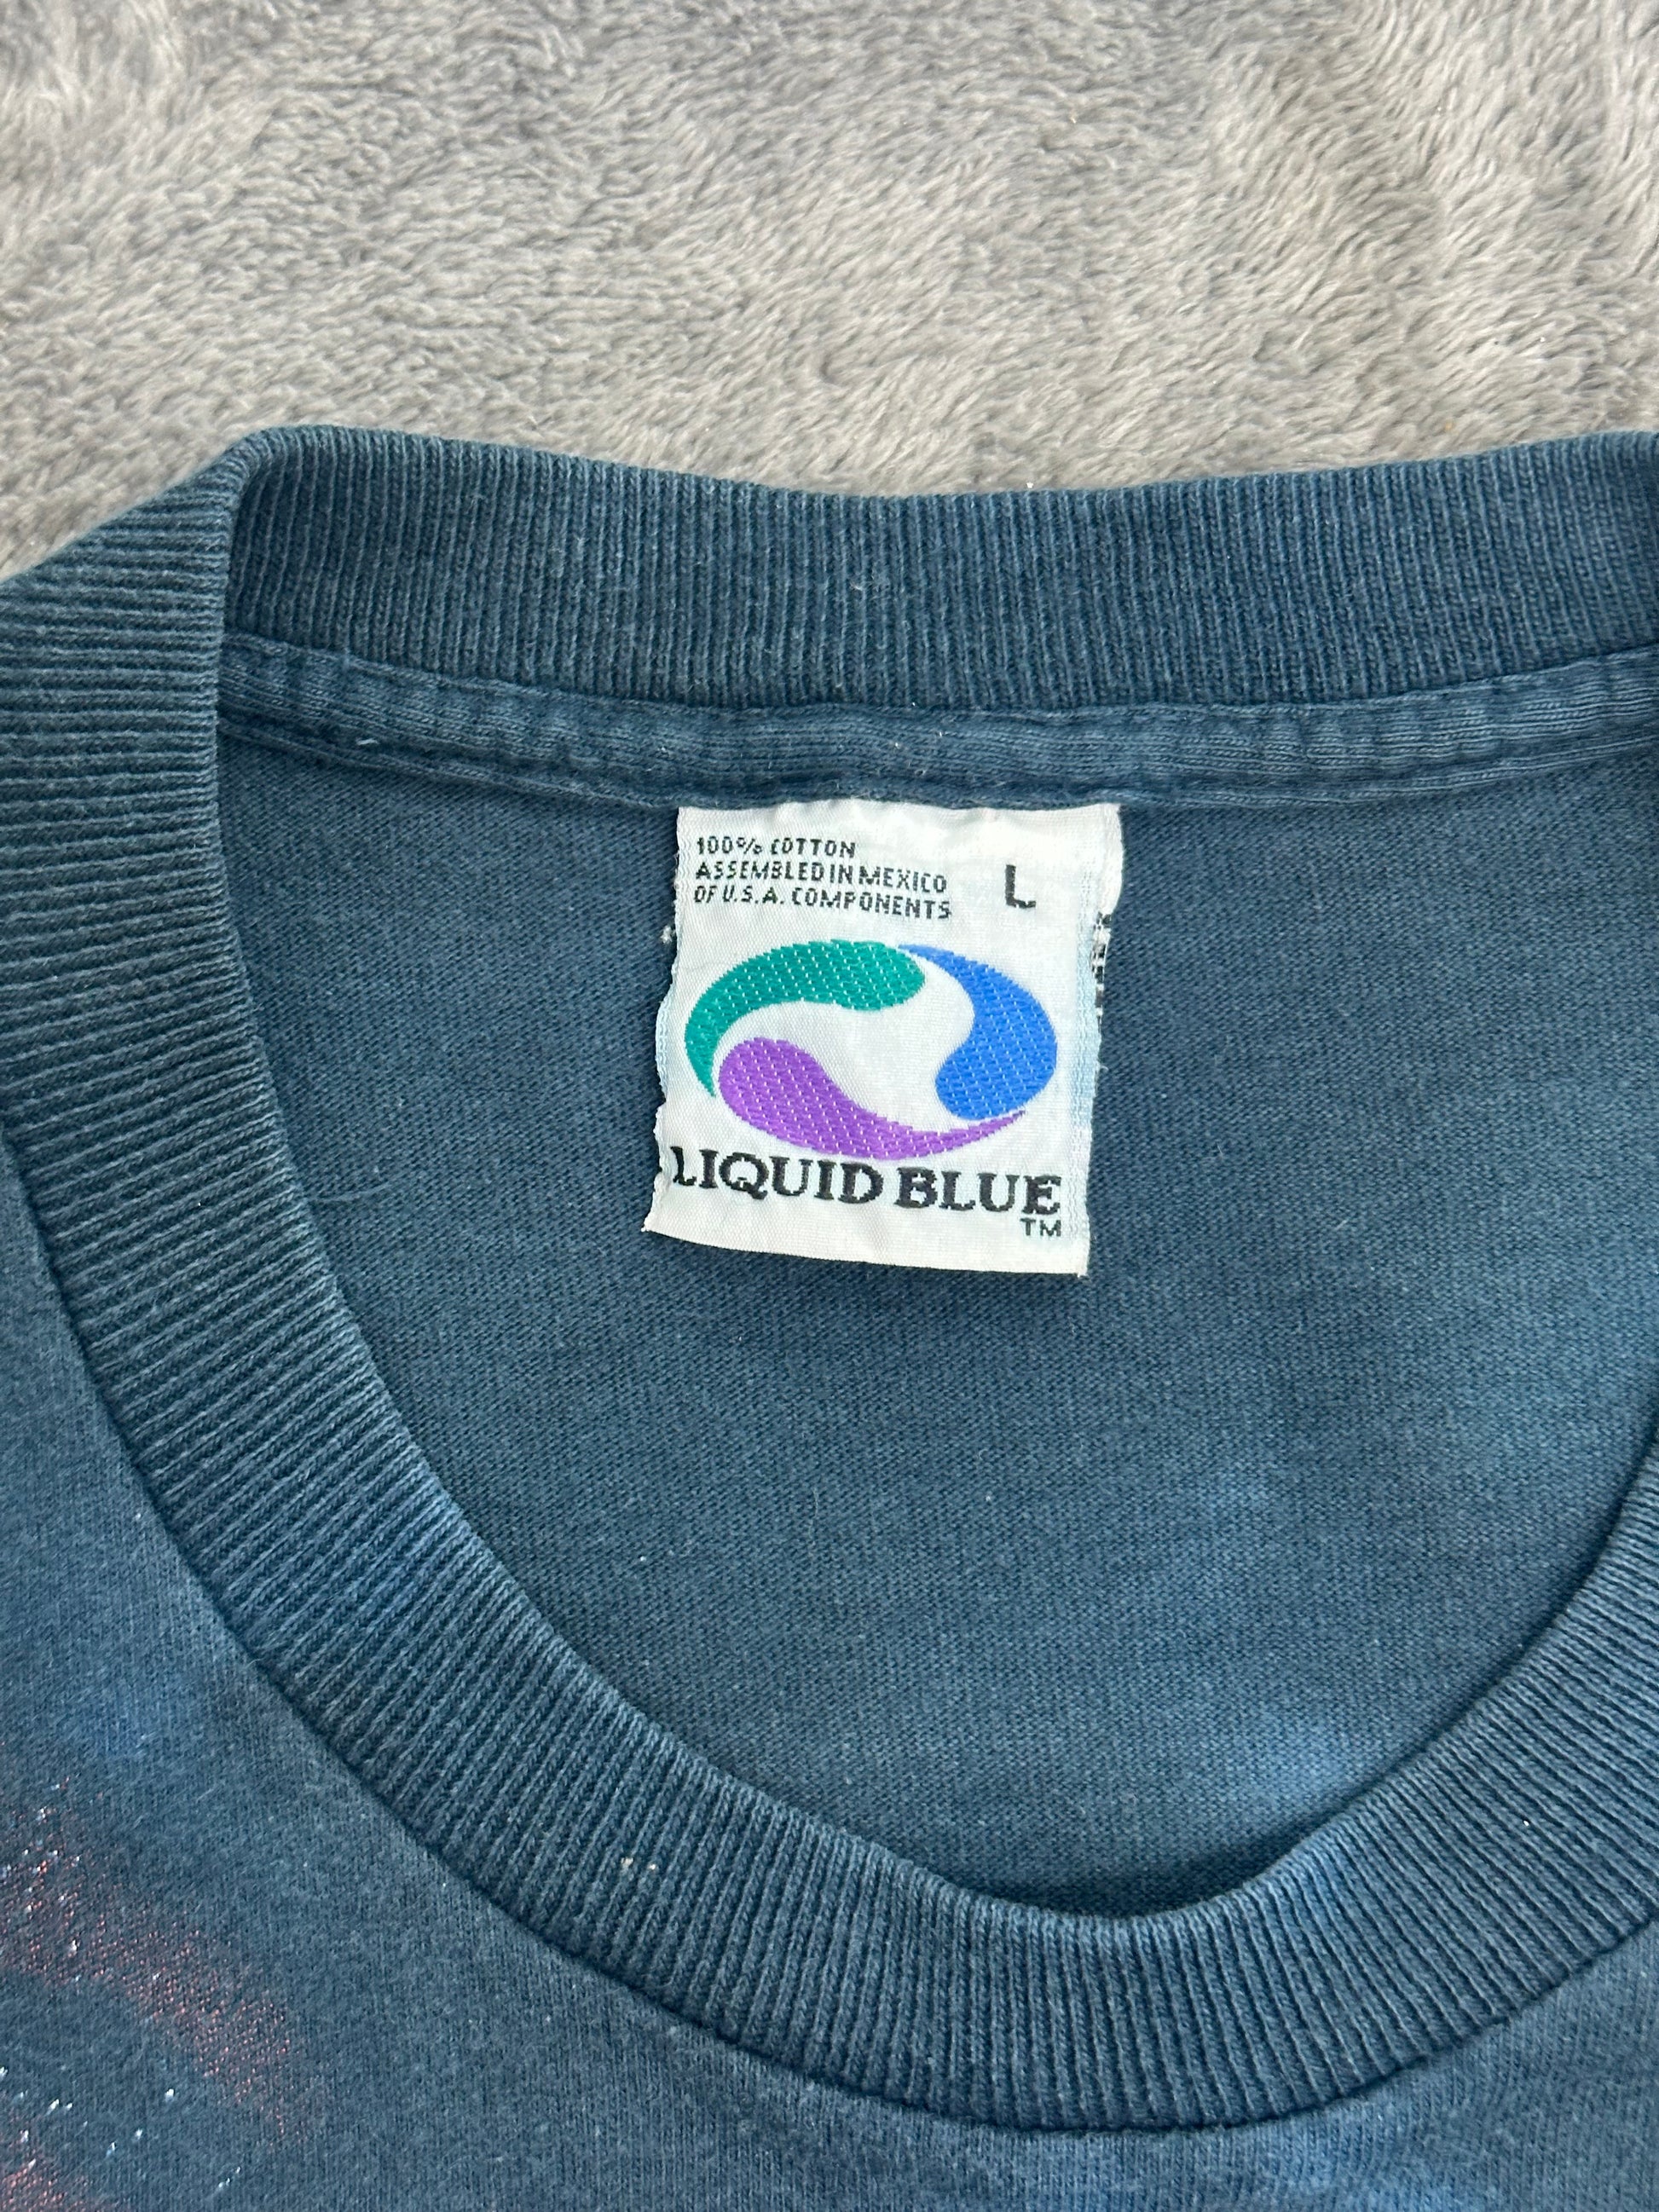 100% COTTON
ASSEMBLED IN MEXICO
OF U.S.A. COMPONENTS
L
LIQUID BLUE
TM